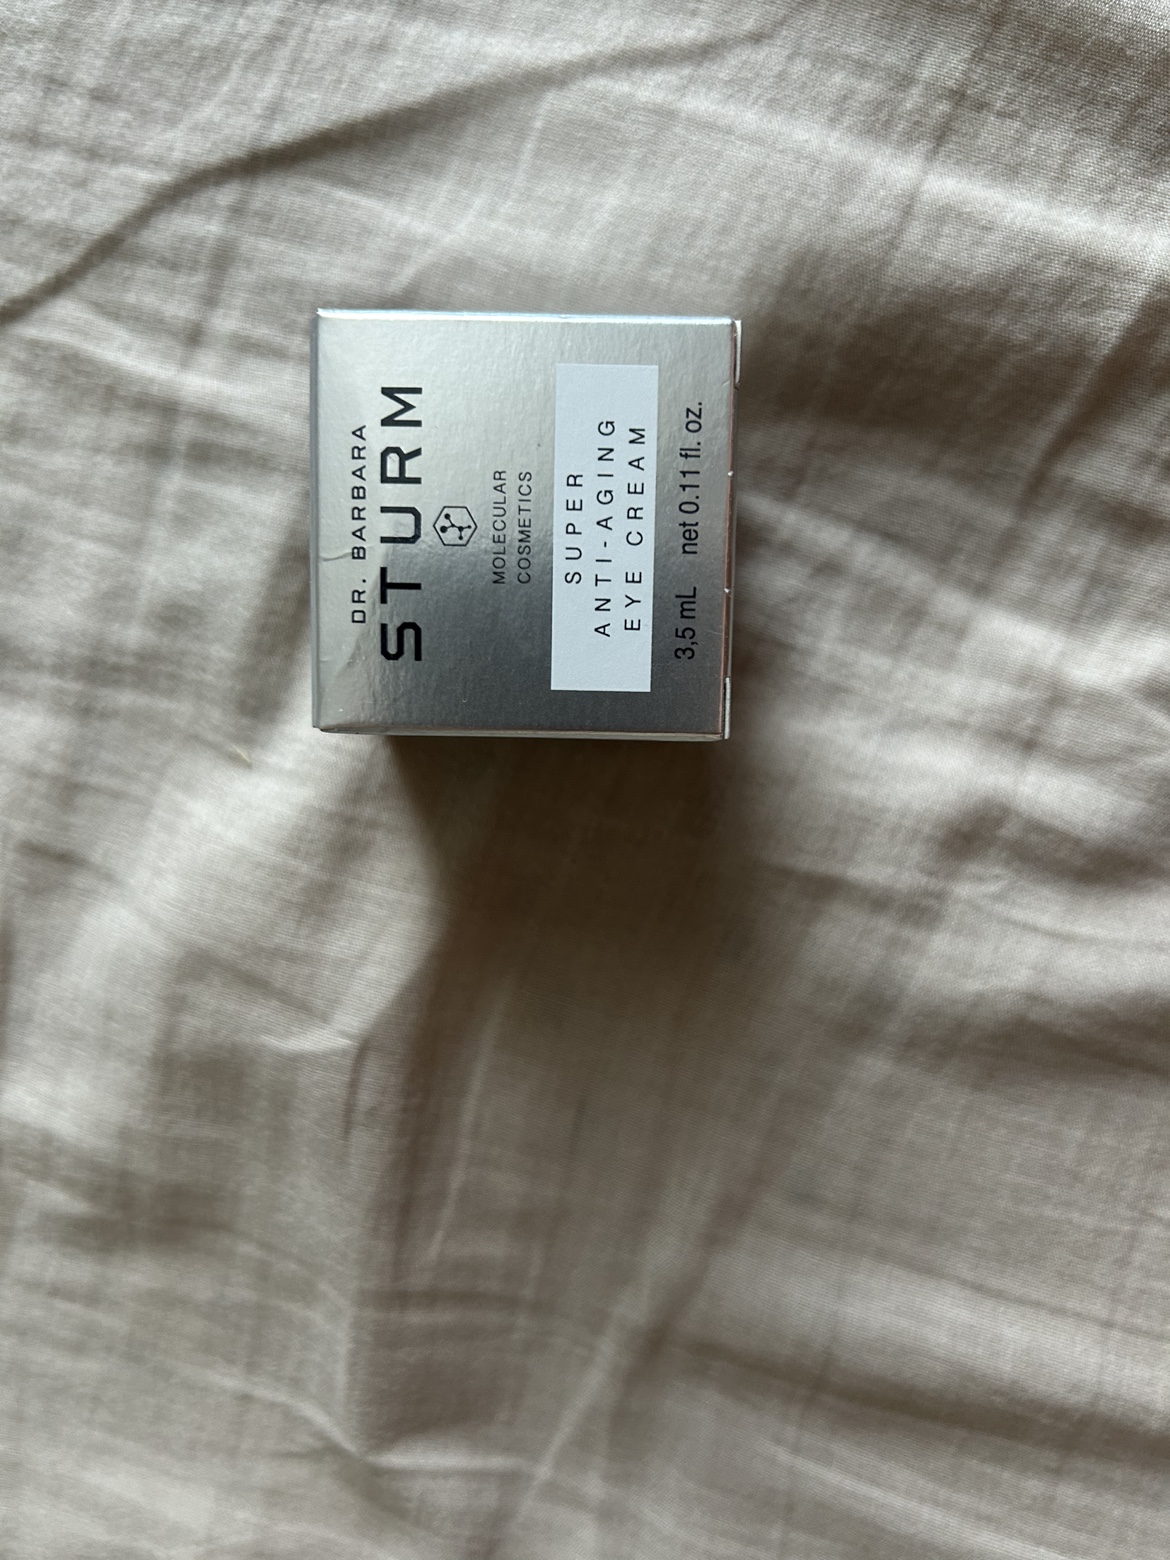 DR. BARBARA
STURM
MOLECULAR
COSMETICS
SUPER
ANTI-AGING
EYE CREAM
3,5 mL net 0.11 fl. oz.